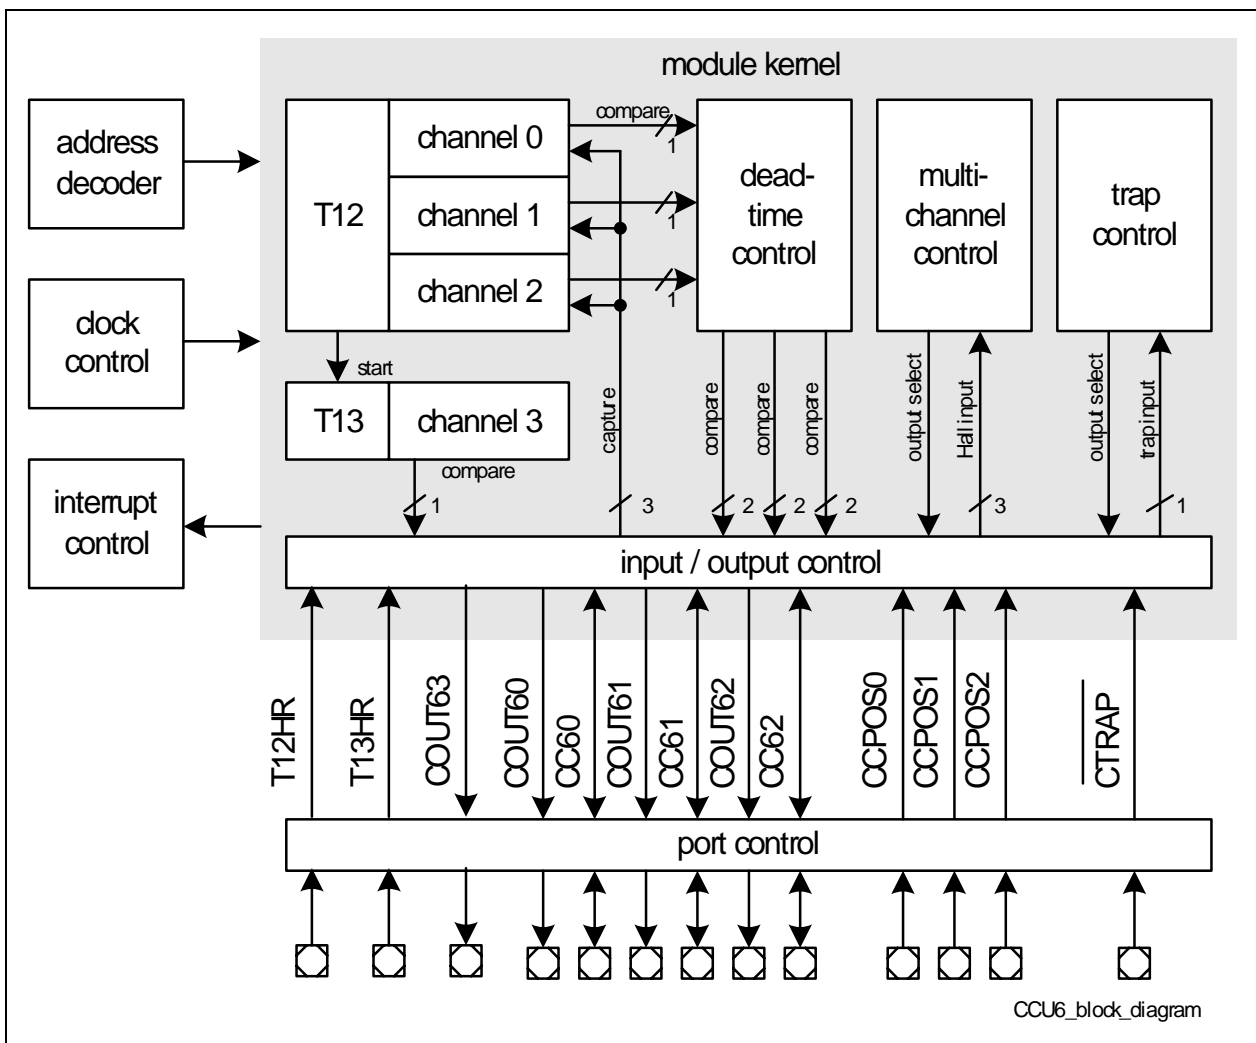 module kernel
address
decoder
clock
control
interrupt
control
T12
channel 0
channel 1
channel 2
compare
1
1
1
dead-
time
control
multi-
channel
control
trap
control
start
T13
channel 3
compare
1
capture
3
compare
2
compare
2
compare
2
output select
Hall input
3
output select
trap input
1
input / output control
T12HR
T13HR
COUT63
COUT60
CC60
COUT61
CC61
COUT62
CC62
CCPOS0
CCPOS1
CCPOS2
CTRAP
port control
CCU6_block_diagram